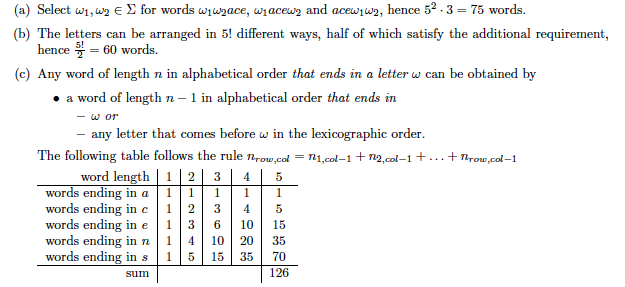 (a) Select ω₁, ω₂ ∈ Σ for words ω₁ω₂ace, ω₁aceω₂ and aceω₁ω₂, hence 5² · 3 = 75 words.
(b) The letters can be arranged in 5! different ways, half of which satisfy the additional requirement,
hence 5!/2 = 60 words.
(c) Any word of length n in alphabetical order that ends in a letter ω can be obtained by
• a word of length n − 1 in alphabetical order that ends in
– ω or
– any letter that comes before ω in the lexicographic order.
The following table follows the rule n_row,col = n_1,col−1 + n_2,col−1 + … + n_row,col−1
word length 1 2 3 4 5
words ending in a 1 1 1 1 1
words ending in c 1 2 3 4 5
words ending in e 1 3 6 10 15
words ending in n 1 4 10 20 35
words ending in s 1 5 15 35 70
sum 126